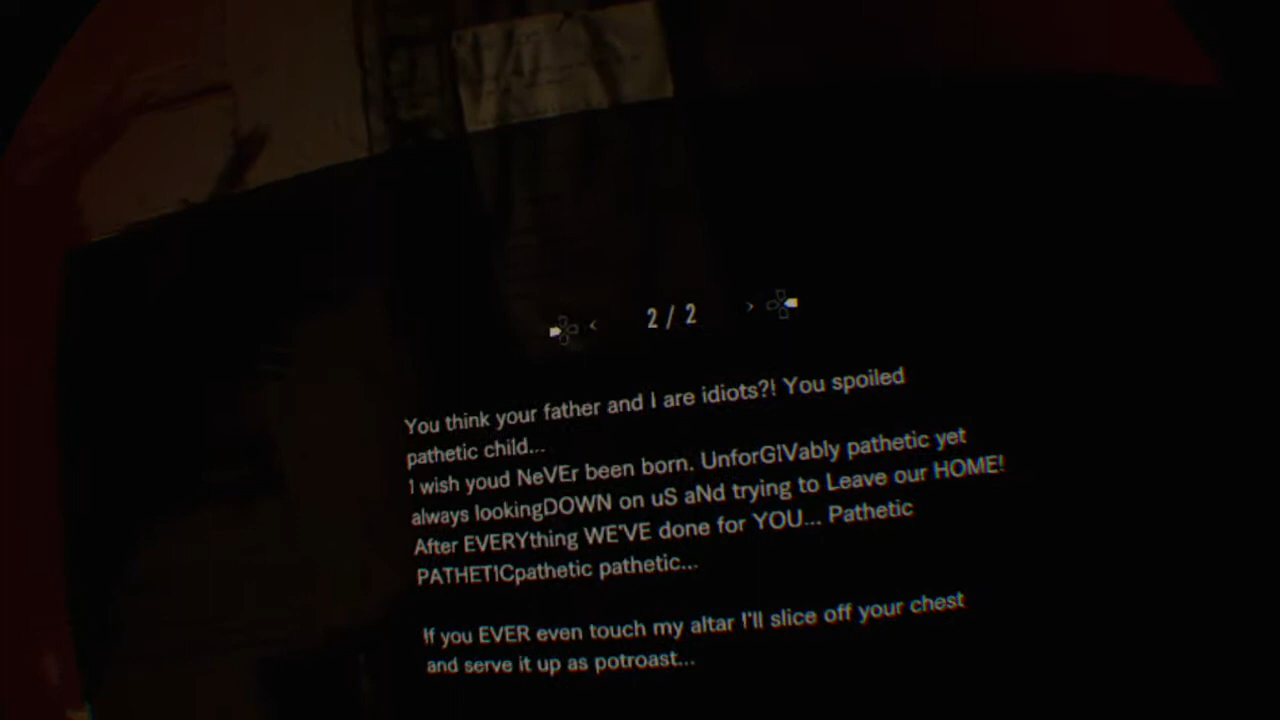 2 / 2
You think your father and I are idiots?! You spoiled
pathetic child...
I wish youd NeVEr been born. UnforGIVably pathetic yet
always lookingDOWN on uS aNd trying to Leave our HOME!
After EVERYthing WE'VE done for YOU... Pathetic
PATHETICpathetic pathetic...
If you EVER even touch my altar I'll slice off your chest
and serve it up as potroast...